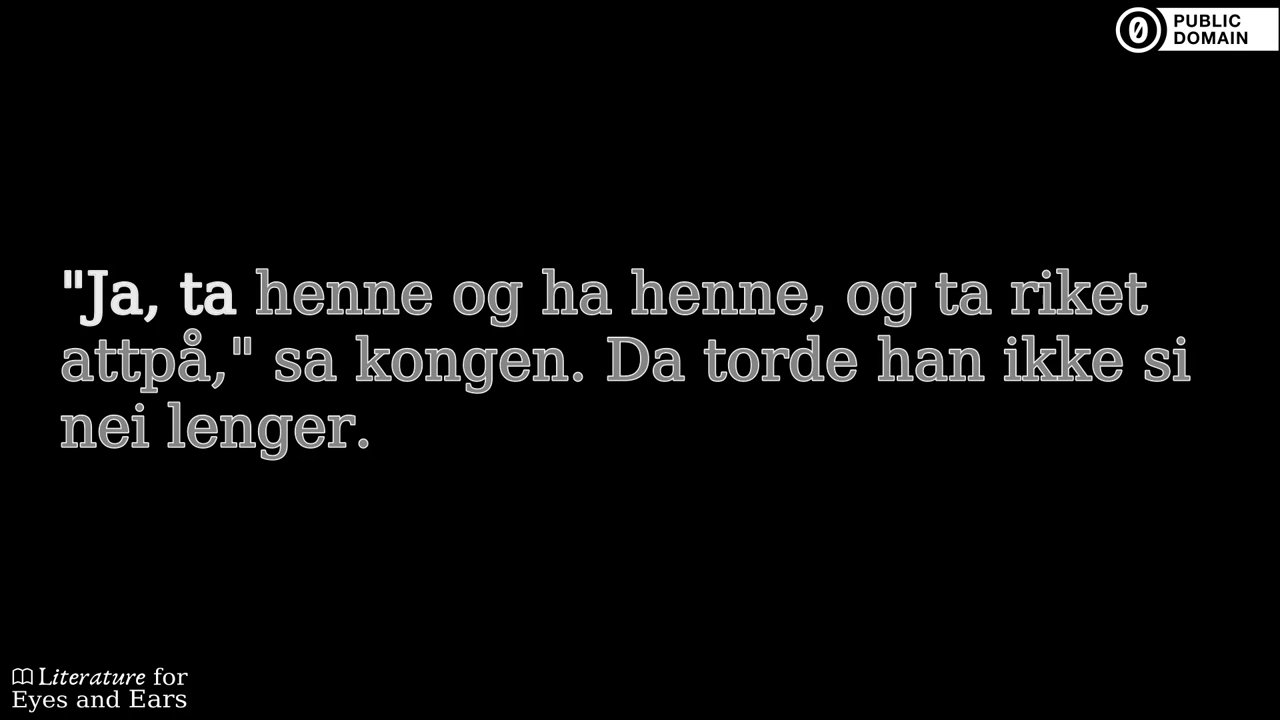 PUBLIC
DOMAIN
"Ja, ta henne og ha henne, og ta riket
attpå," sa kongen. Da torde han ikke si
nei lenger.
Literature for
Eyes and Ears